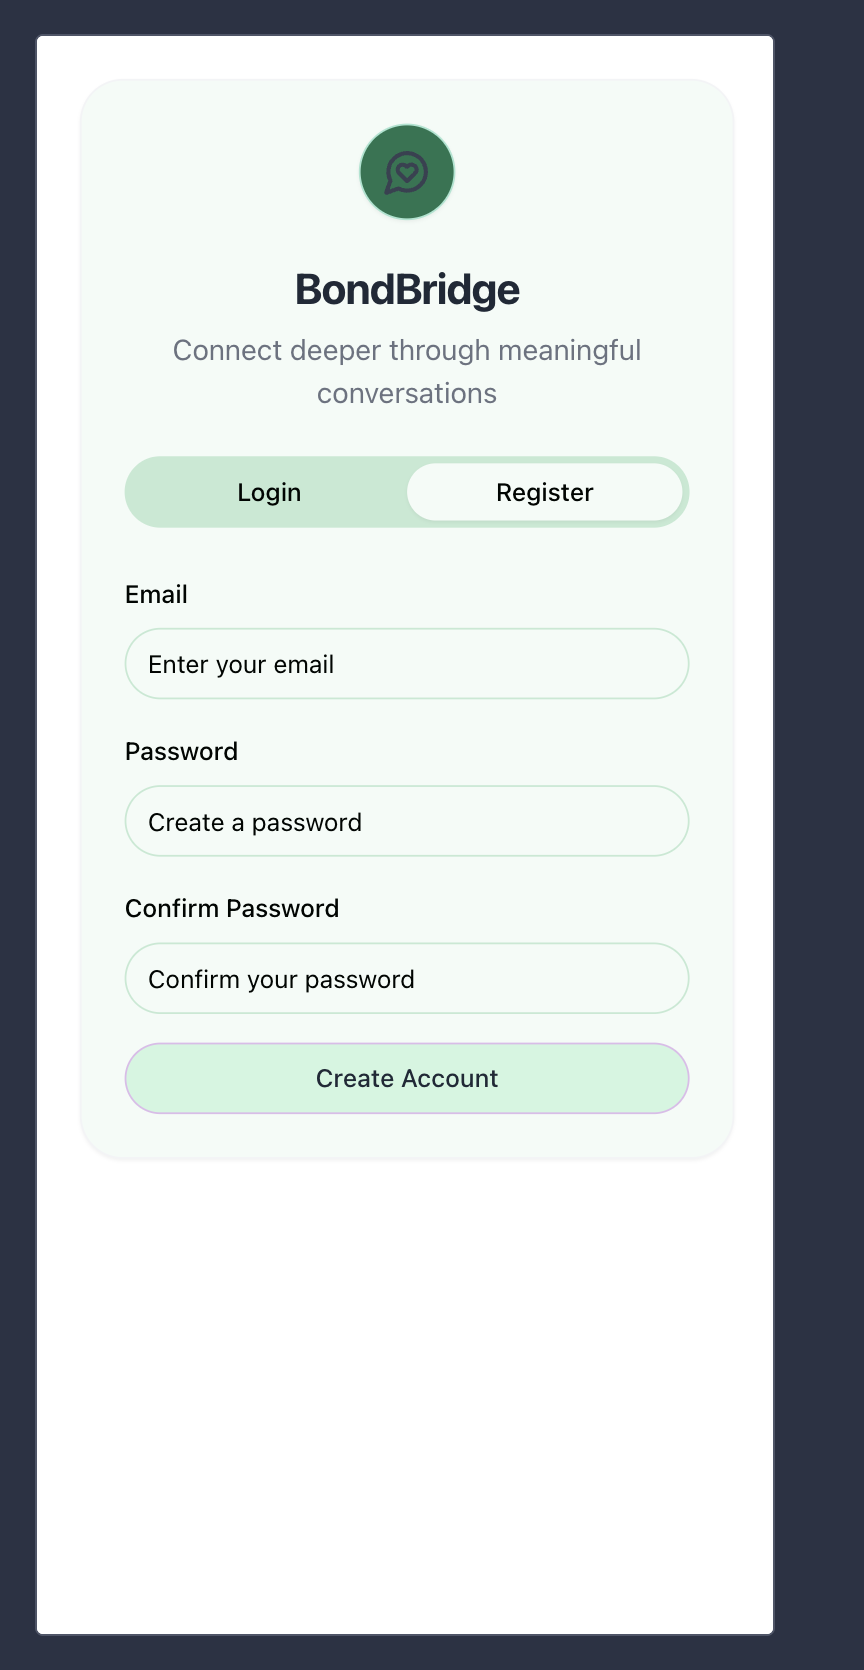 BondBridge
Connect deeper through meaningful
conversations
Login
Register
Email
Enter your email
Password
Create a password
Confirm Password
Confirm your password
Create Account